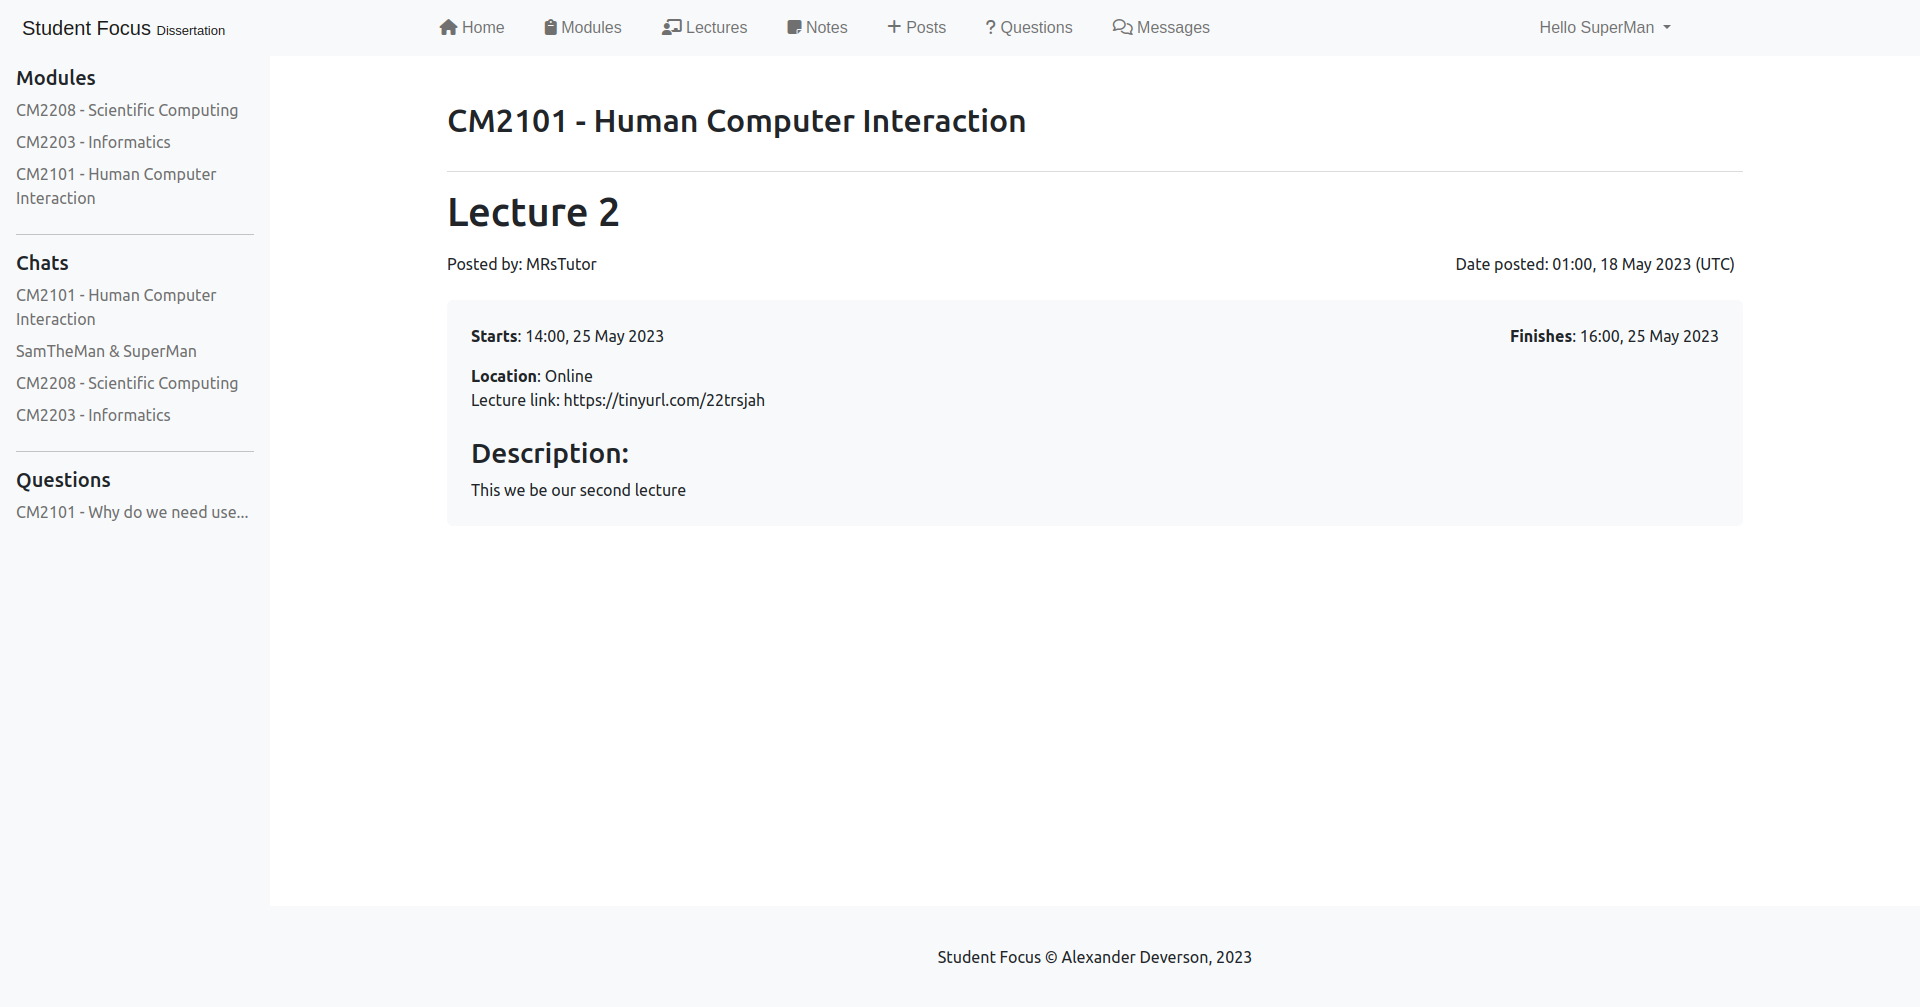 Student Focus Dissertation
Home Modules Lectures Notes Posts Questions Messages
Hello SuperMan
Modules
CM2208 - Scientific Computing
CM2203 - Informatics
CM2101 - Human Computer
Interaction
Chats
CM2101 - Human Computer
Interaction
SamTheMan & SuperMan
CM2208 - Scientific Computing
CM2203 - Informatics
Questions
CM2101 - Why do we need use...
CM2101 - Human Computer Interaction
Lecture 2
Posted by: MRsTutor
Date posted: 01:00, 18 May 2023 (UTC)
Starts: 14:00, 25 May 2023
Finishes: 16:00, 25 May 2023
Location: Online
Lecture link: https://tinyurl.com/22trsjah
Description:
This we be our second lecture
Student Focus © Alexander Deverson, 2023